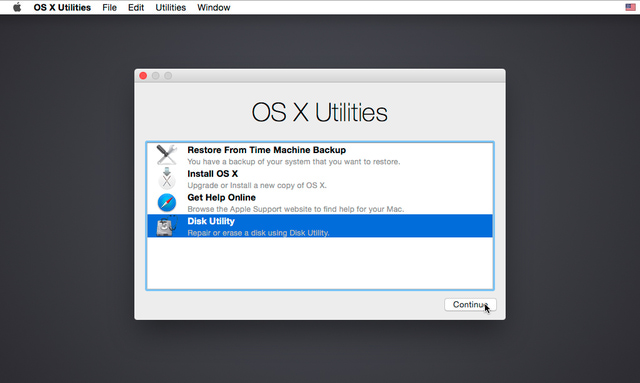 OS X Utilities File Edit Utilities Window
OS X Utilities
Restore From Time Machine Backup
You have a backup of your system that you want to restore.
Install OS X
Upgrade or Install a new copy of OS X.
Get Help Online
Browse the Apple Support website to find help for your Mac.
Disk Utility
Repair or erase a disk using Disk Utility.
Continue